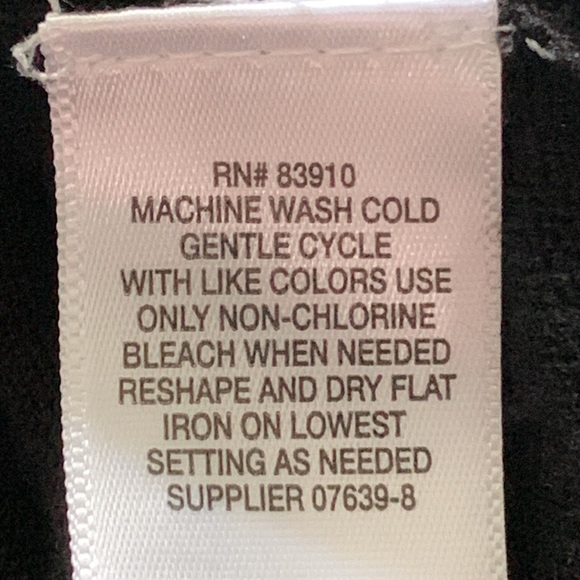 RN# 83910
MACHINE WASH COLD
GENTLE CYCLE
WITH LIKE COLORS USE
ONLY NON-CHLORINE
BLEACH WHEN NEEDED
RESHAPE AND DRY FLAT
IRON ON LOWEST
SETTING AS NEEDED
SUPPLIER 07639-8